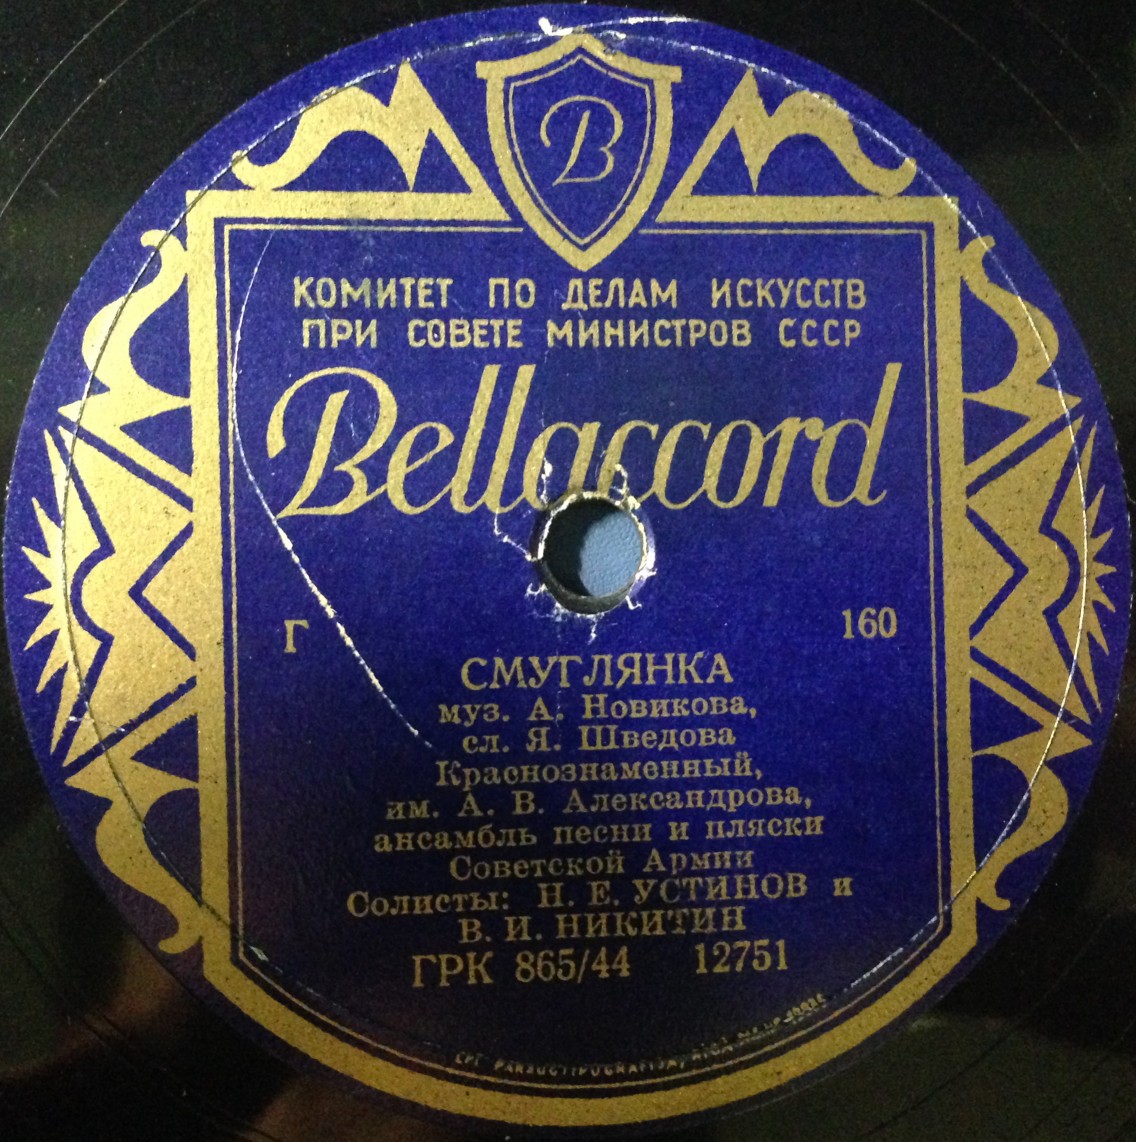 B
КОМИТЕТ ПО ДЕЛАМ ИСКУССТВ
ПРИ СОВЕТЕ МИНИСТРОВ СССР
Bellaccord
Г 160
СМУГЛЯНКА
муз. А. Новикова,
сл. Я. Шведова
Краснознаменный,
им. А. В. Александрова,
ансамбль песни и пляски
Советской Армии
Солисты: Н. Е. УСТИНОВ и
В. И. НИКИТИН
ГРК 865/44 12751